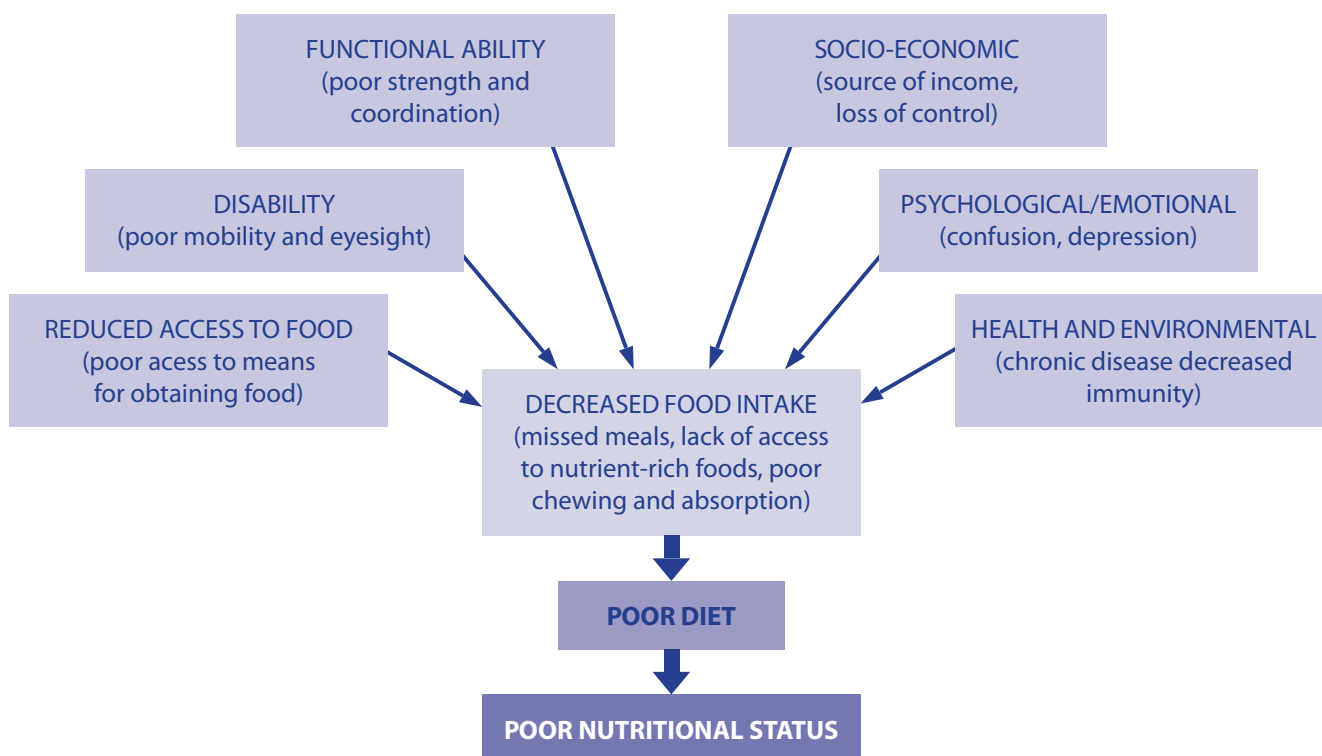 FUNCTIONAL ABILITY
(poor strength and
coordination)
SOCIO-ECONOMIC
(source of income,
loss of control)
DISABILITY
(poor mobility and eyesight)
PSYCHOLOGICAL/EMOTIONAL
(confusion, depression)
REDUCED ACCESS TO FOOD
(poor acess to means
for obtaining food)
HEALTH AND ENVIRONMENTAL
(chronic disease decreased
immunity)
DECREASED FOOD INTAKE
(missed meals, lack of access
to nutrient-rich foods, poor
chewing and absorption)
POOR DIET
POOR NUTRITIONAL STATUS